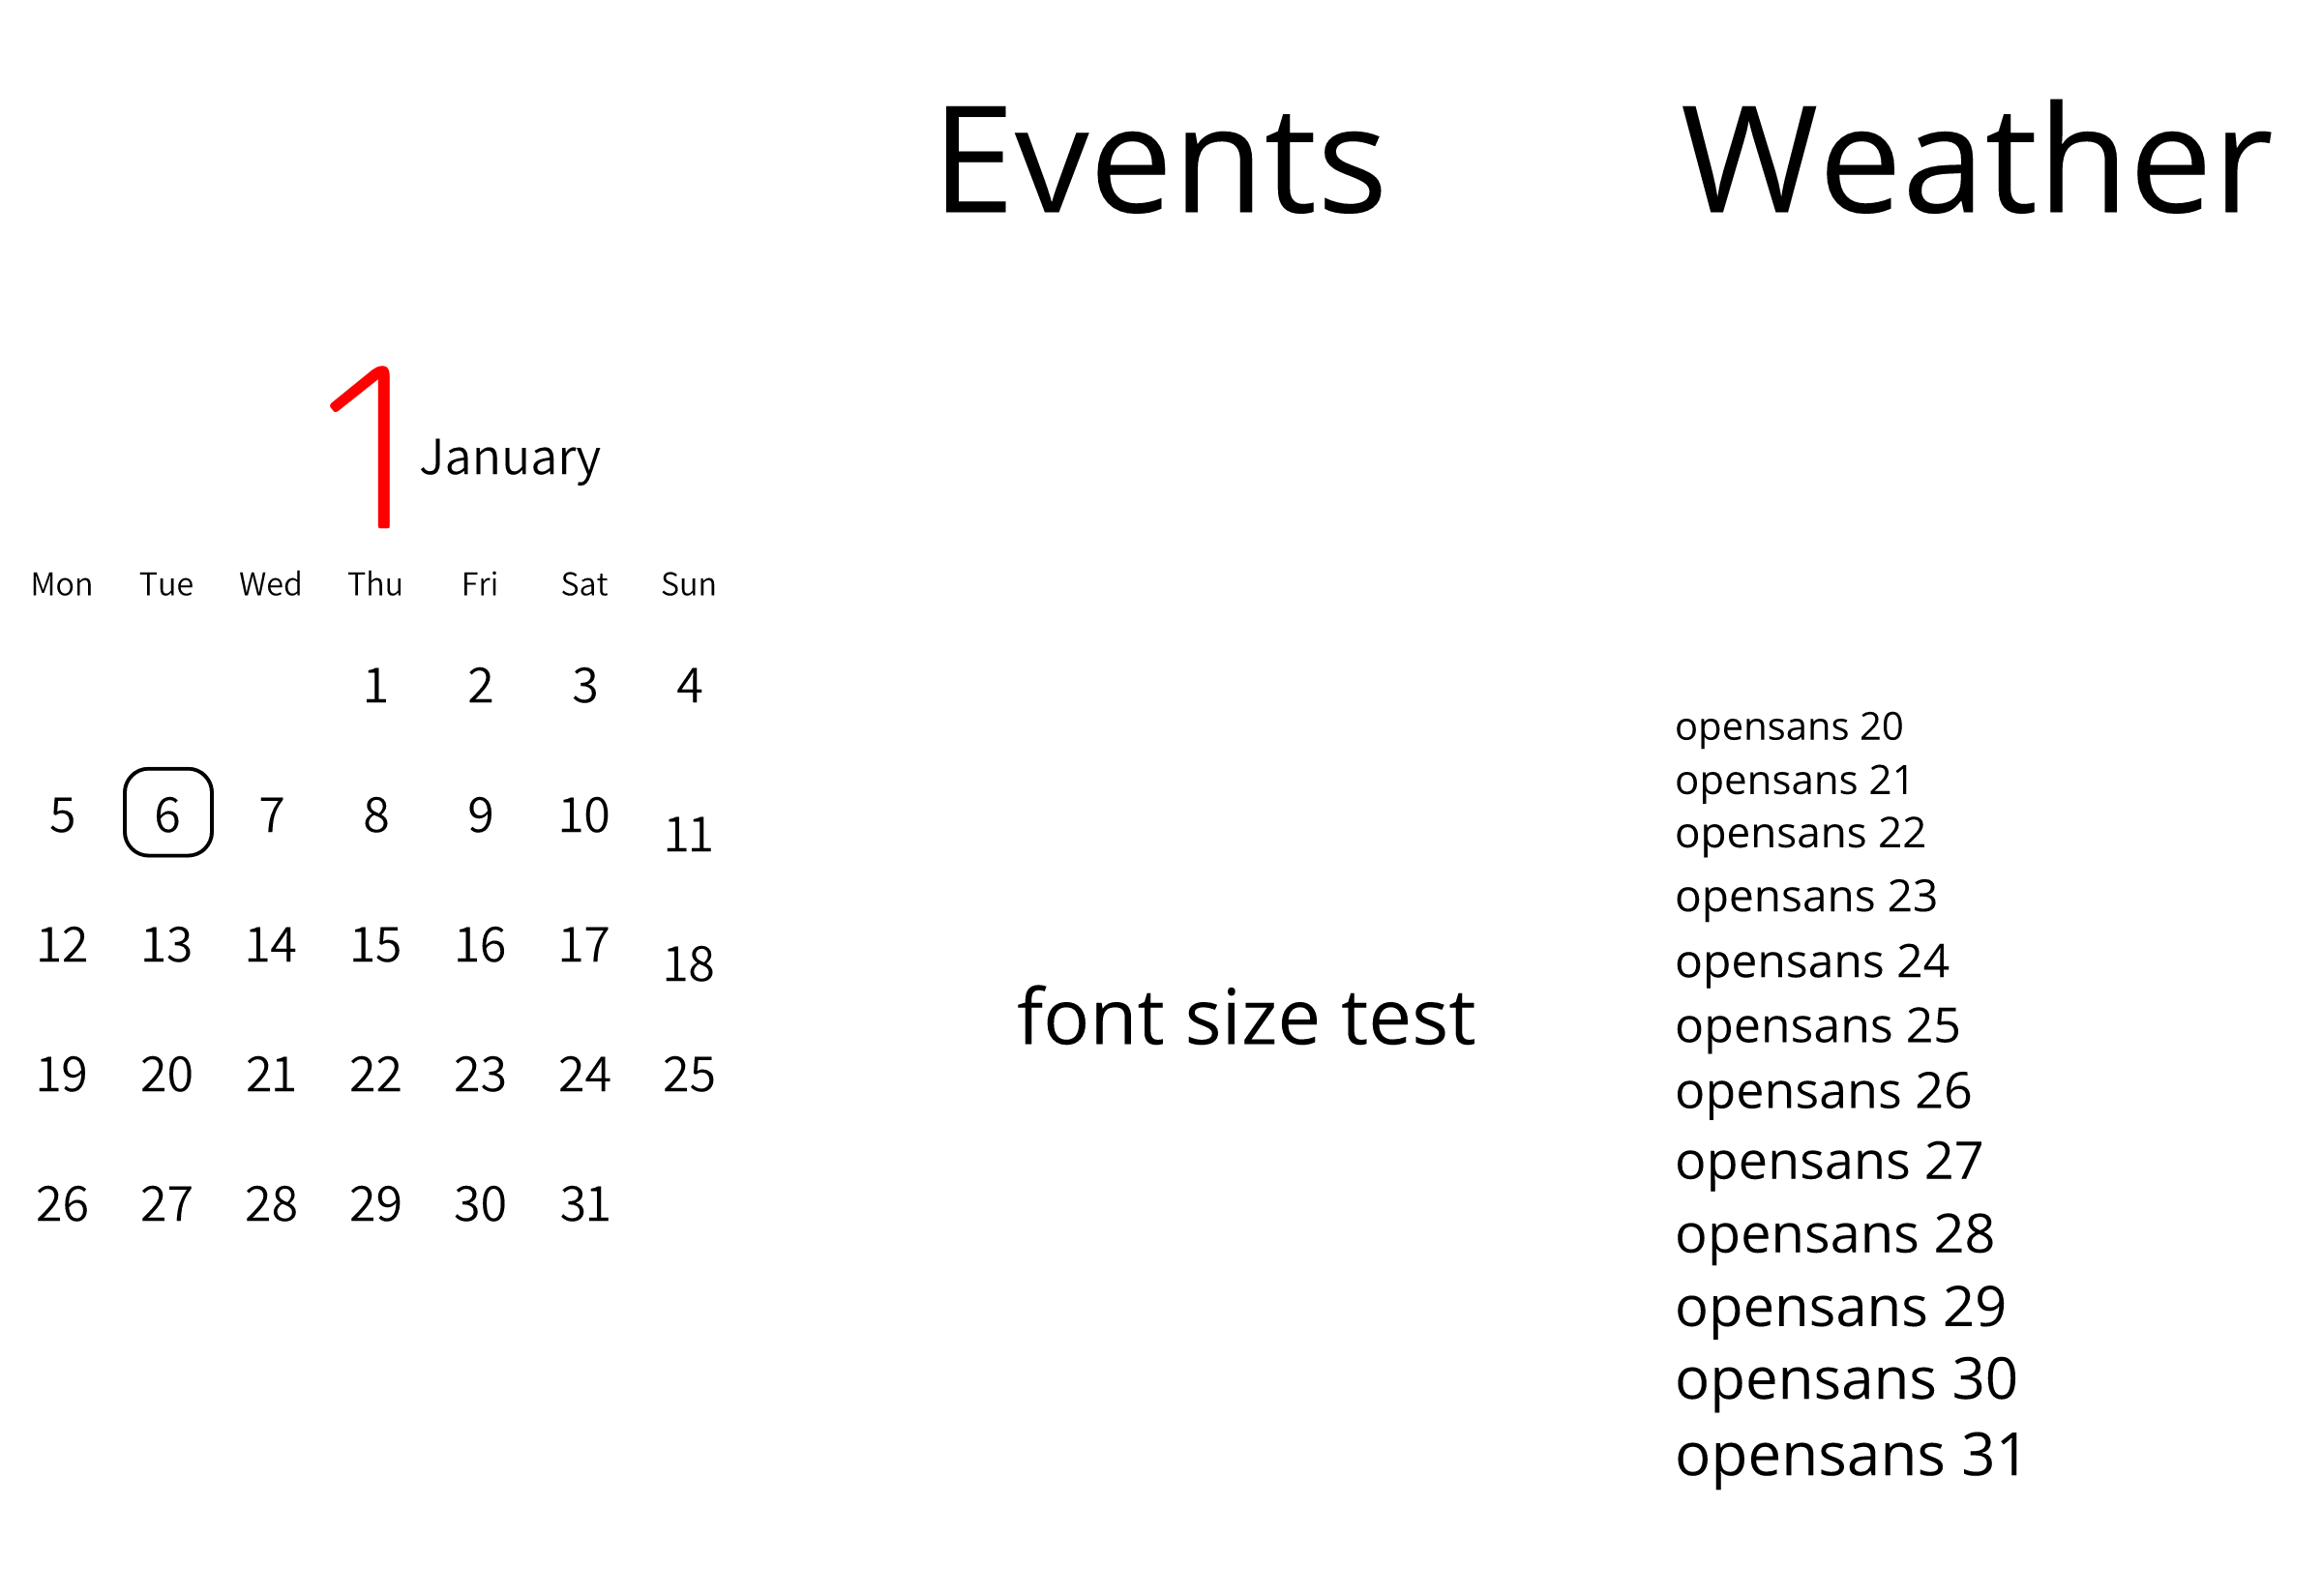 Events
Weather
1
January
Mon Tue Wed Thu Fri Sat Sun
1 2 3 4
5 6 7 8 9 10 11
12 13 14 15 16 17 18
19 20 21 22 23 24 25
26 27 28 29 30 31
font size test
opensans 20
opensans 21
opensans 22
opensans 23
opensans 24
opensans 25
opensans 26
opensans 27
opensans 28
opensans 29
opensans 30
opensans 31